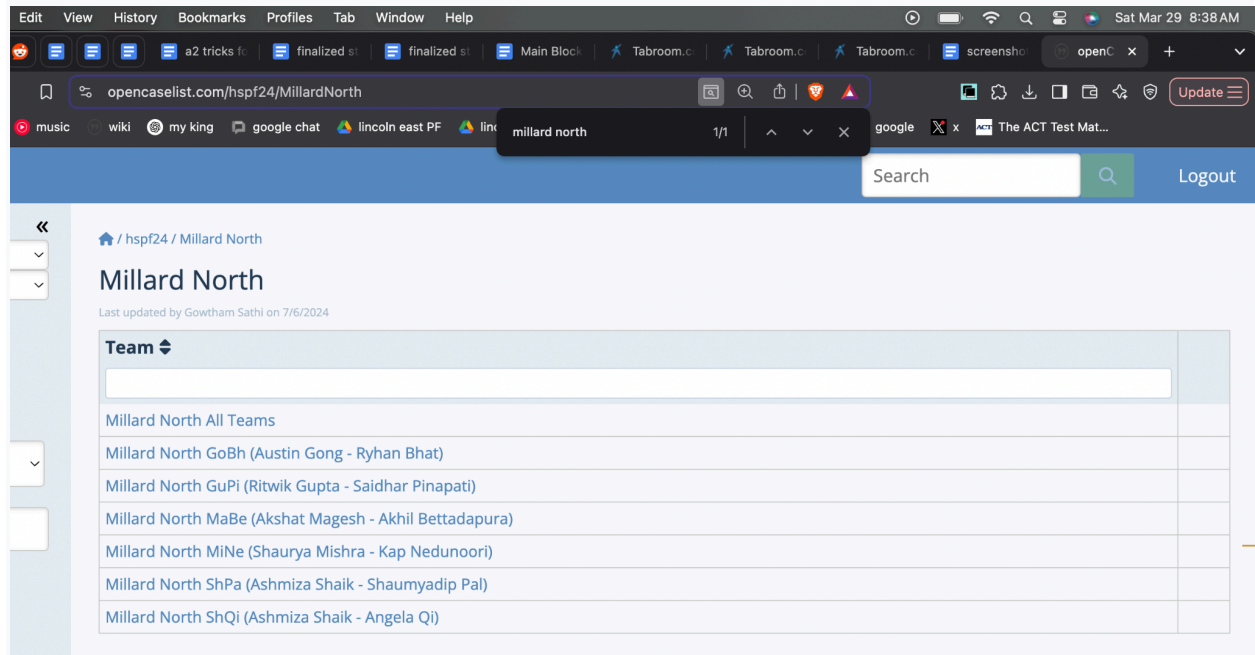 Edit View History Bookmarks Profiles Tab Window Help Sat Mar 29 8:38 AM
a2 tricks fo finalized st finalized st Main Block Tabroom.c Tabroom.c Tabroom.c screensho openC
opencaselist.com/hspf24/MillardNorth Update
music wiki my king google chat lincoln east PF linc google x ACT The ACT Test Mat...
millard north 1/1
Search Logout
/ hspf24 / Millard North
Millard North
Last updated by Gowtham Sathi on 7/6/2024
Team
Millard North All Teams
Millard North GoBh (Austin Gong - Ryhan Bhat)
Millard North GuPi (Ritwik Gupta - Saidhar Pinapati)
Millard North MaBe (Akshat Magesh - Akhil Bettadapura)
Millard North MiNe (Shaurya Mishra - Kap Nedunoori)
Millard North ShPa (Ashmiza Shaik - Shaumyadip Pal)
Millard North ShQi (Ashmiza Shaik - Angela Qi)